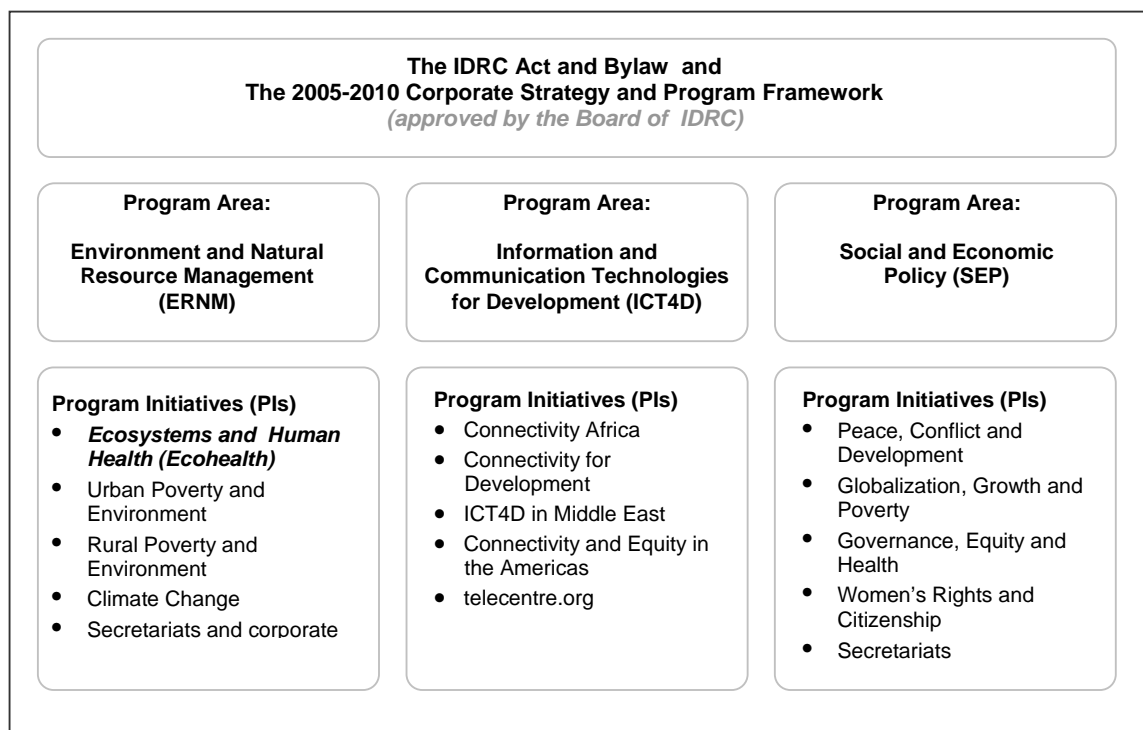 The IDRC Act and Bylaw and
The 2005-2010 Corporate Strategy and Program Framework
(approved by the Board of IDRC)
Program Area:
Environment and Natural
Resource Management
(ERNM)
Program Area:
Information and
Communication Technologies
for Development (ICT4D)
Program Area:
Social and Economic
Policy (SEP)
Program Initiatives (PIs)
• Ecosystems and Human
Health (Ecohealth)
• Urban Poverty and
Environment
• Rural Poverty and
Environment
• Climate Change
• Secretariats and corporate
Program Initiatives (PIs)
• Connectivity Africa
• Connectivity for
Development
• ICT4D in Middle East
• Connectivity and Equity in
the Americas
• telecentre.org
Program Initiatives (PIs)
• Peace, Conflict and
Development
• Globalization, Growth and
Poverty
• Governance, Equity and
Health
• Women's Rights and
Citizenship
• Secretariats